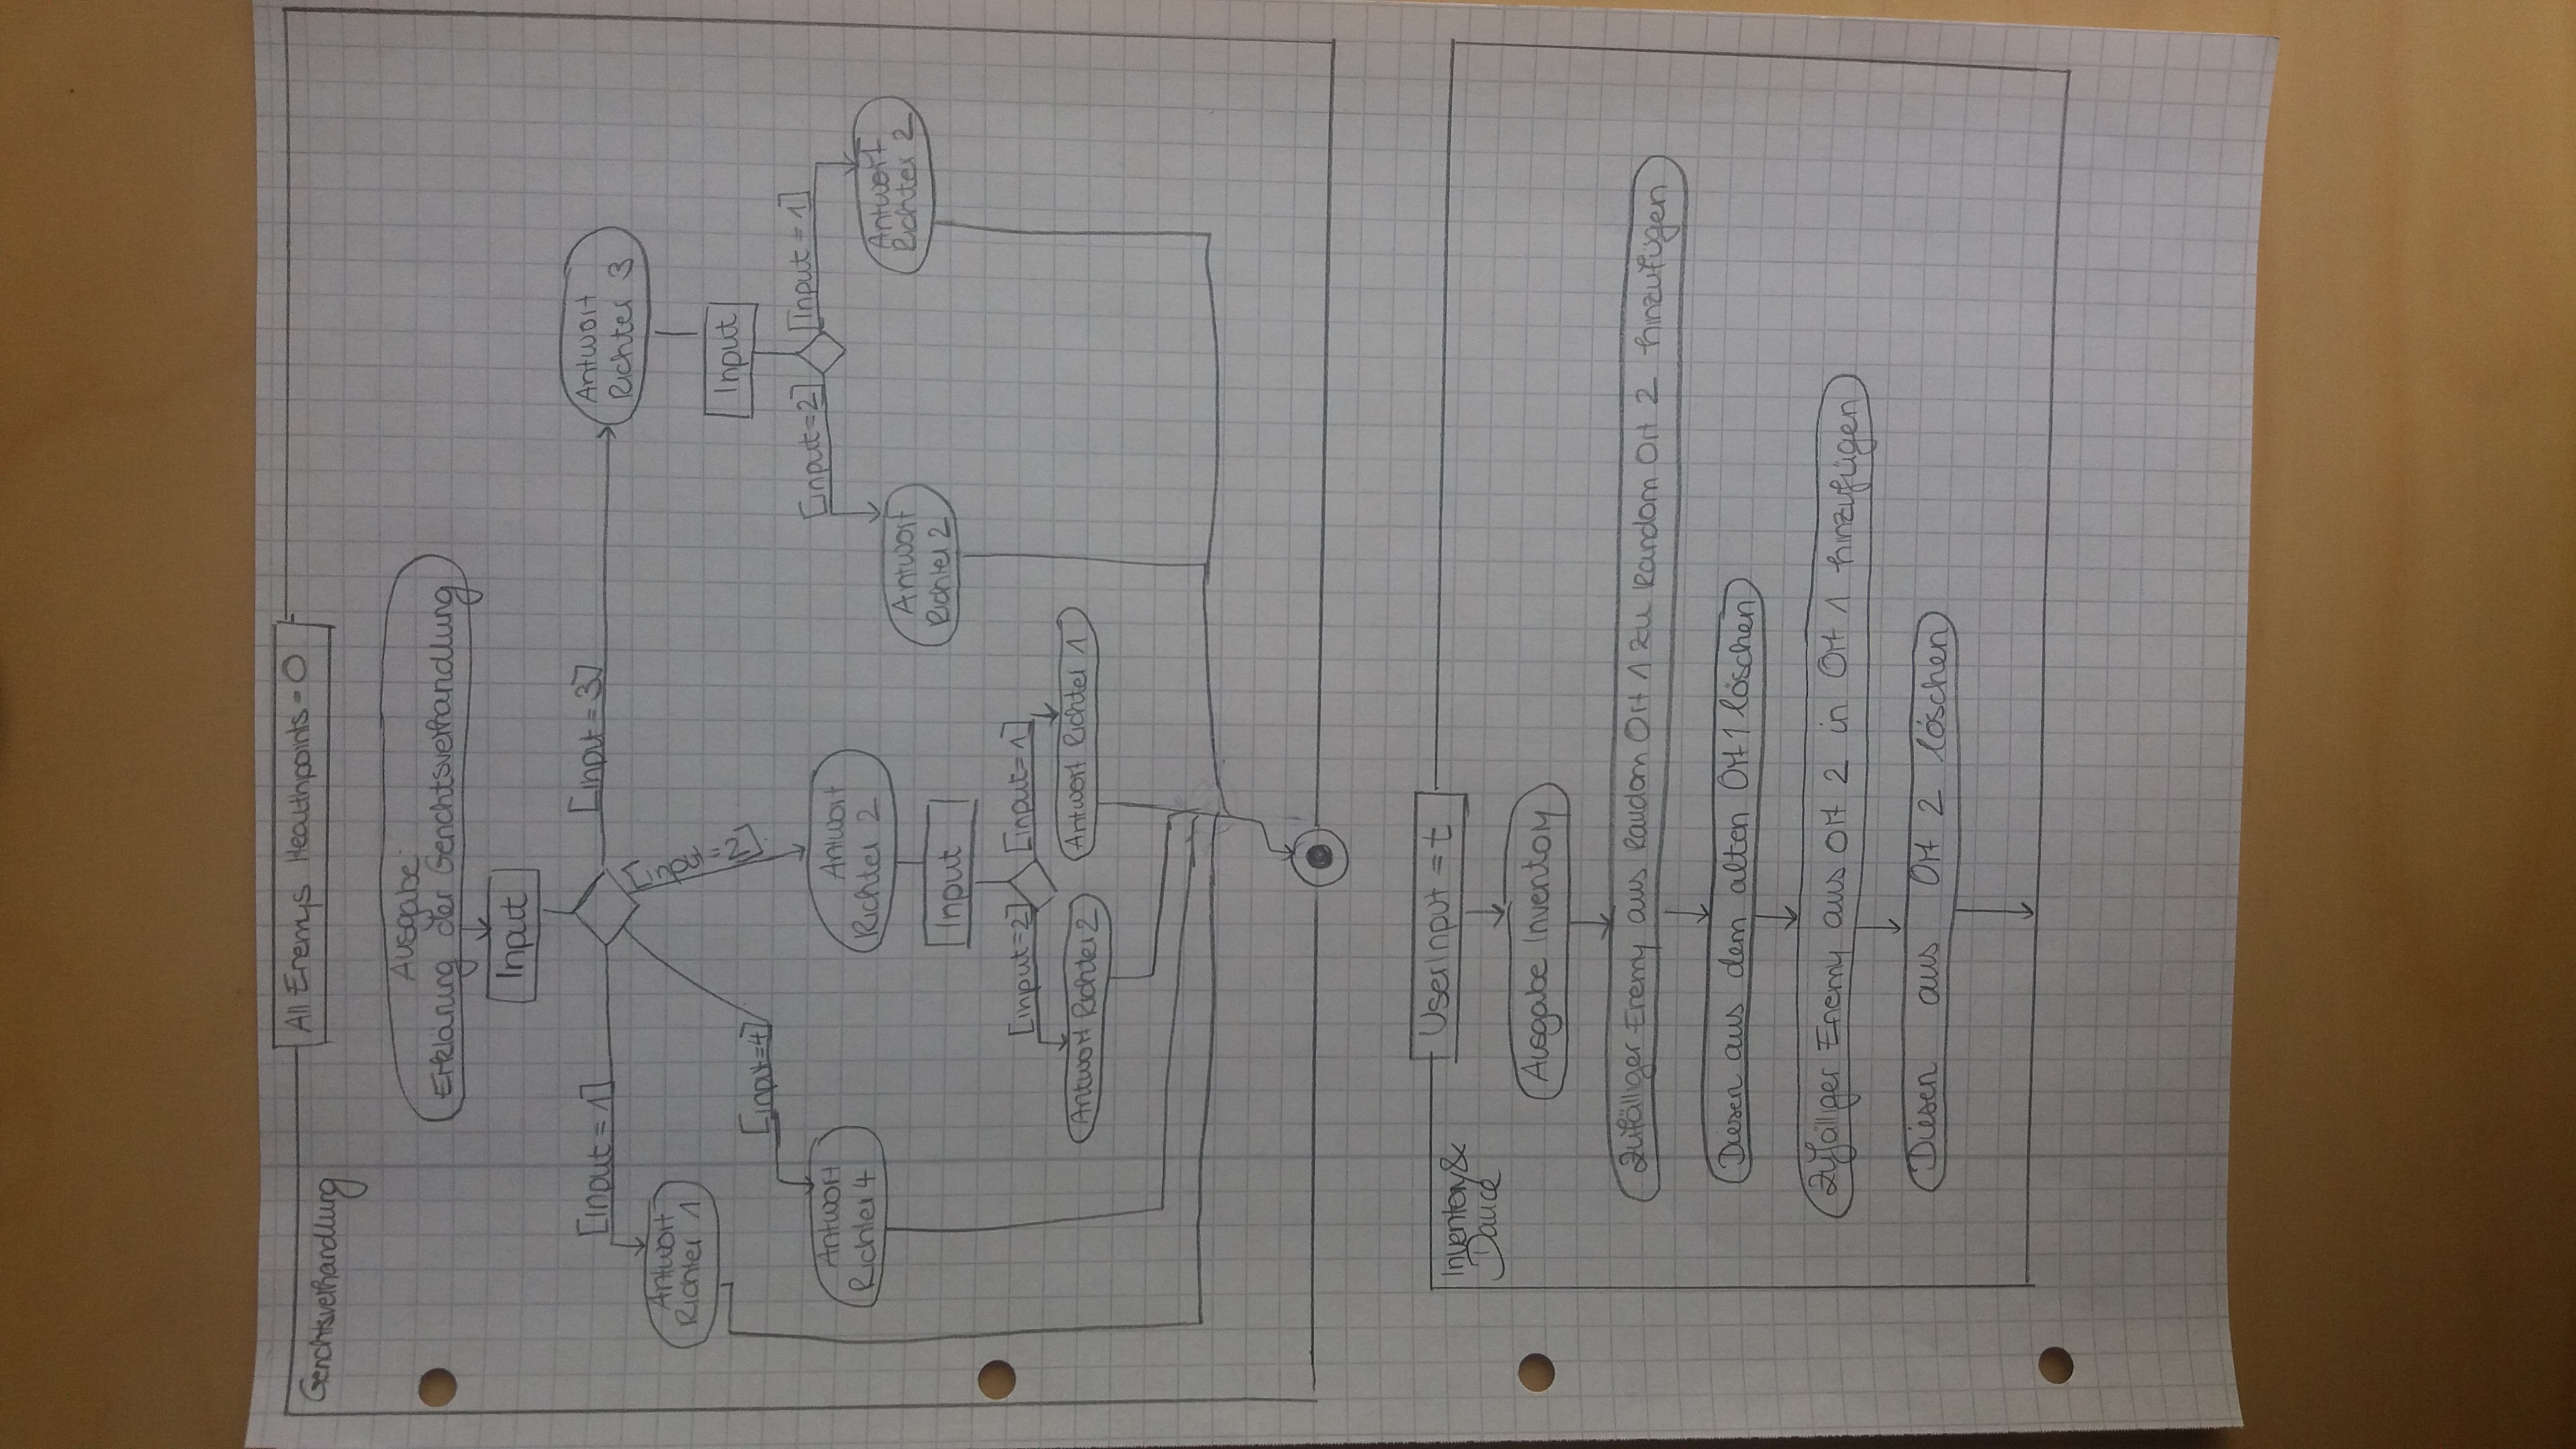 All Enemys Healthpoints = 0
Gerichtsverhandlung
Ausgabe:
Erklärung der Gerichtsverhandlung
Input
[input = 1]
[input = 3]
Antwort
Richter 3
Antwort
Richter 1
[input=2]
[input=4]
Input
[input=2]
[input = 1]
Antwort
Richter 4
Antwort
Richter 2
Antwort
Richter 2
Antwort
Richter 2
Input
[input=2]
[input=1]
Antwort Richter 2
Antwort Richter 1
UserInput = t
Inventory&
Dance
Ausgabe Inventory
Zufälliger Enemy aus Random Ort 1 zu Random Ort 2 hinzufügen
Diesen aus dem alten Ort 1 löschen
Zufälliger Enemy aus Ort 2 in Ort 1 hinzufügen
Diesen aus Ort 2 löschen